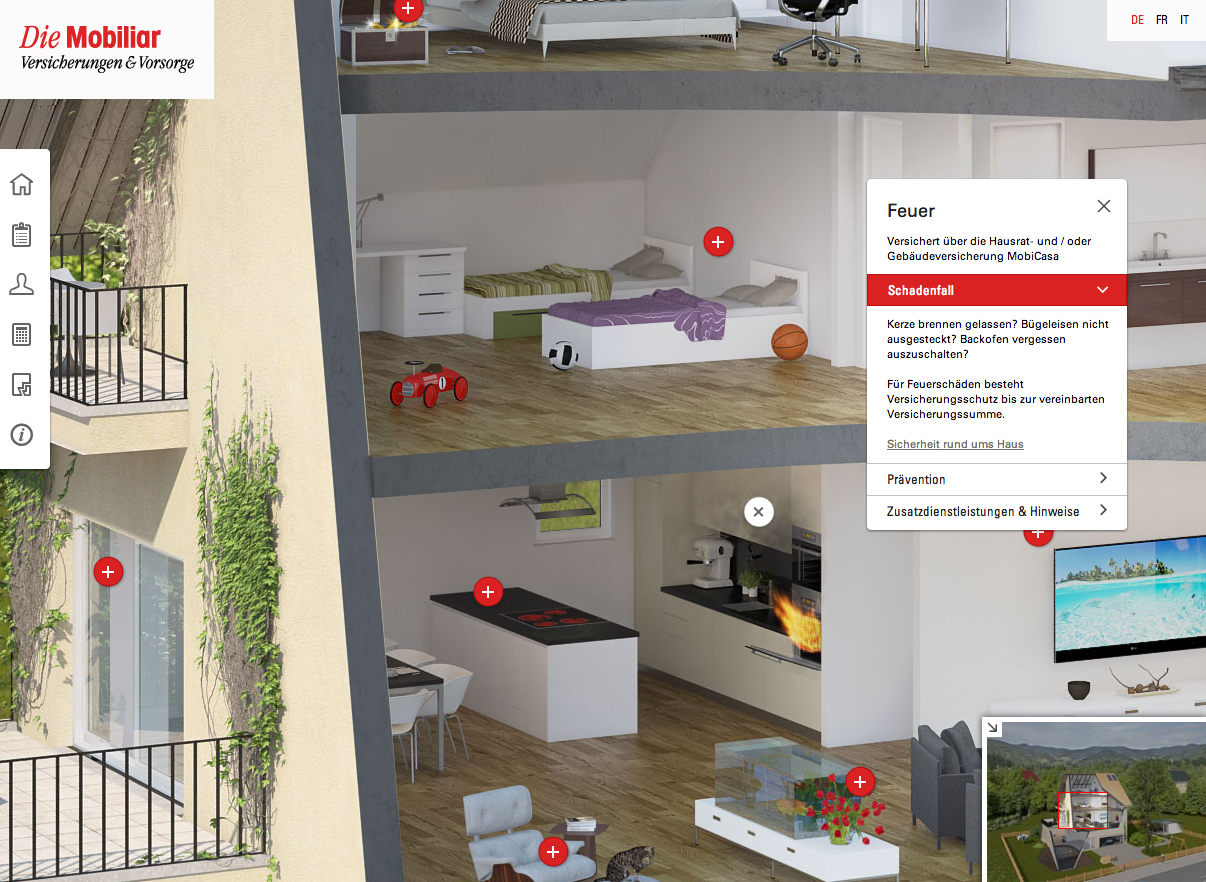 Die Mobiliar
Versicherungen & Vorsorge
DE FR IT
Feuer
Versichert über die Hausrat- und / oder
Gebäudeversicherung MobiCasa
Schadenfall
Kerze brennen gelassen? Bügeleisen nicht
ausgesteckt? Backofen vergessen
auszuschalten?
Für Feuerschäden besteht
Versicherungsschutz bis zur vereinbarten
Versicherungssumme.
Sicherheit rund ums Haus
Prävention
Zusatzdienstleistungen & Hinweise
1